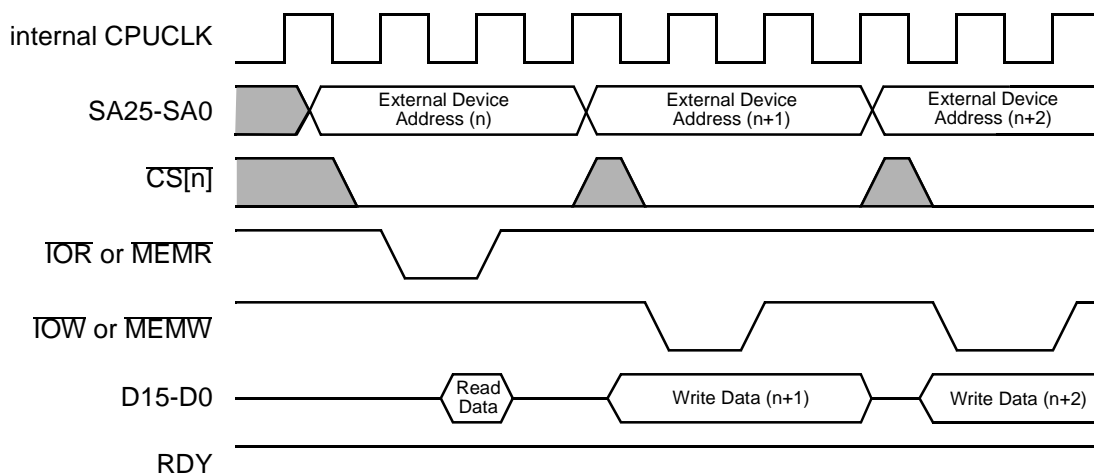 internal CPUCLK
SA25-SA0
External Device
Address (n)
External Device
Address (n+1)
External Device
Address (n+2)
CS[n]
IOR or MEMR
IOW or MEMW
D15-D0
Read
Data
Write Data (n+1)
Write Data (n+2)
RDY